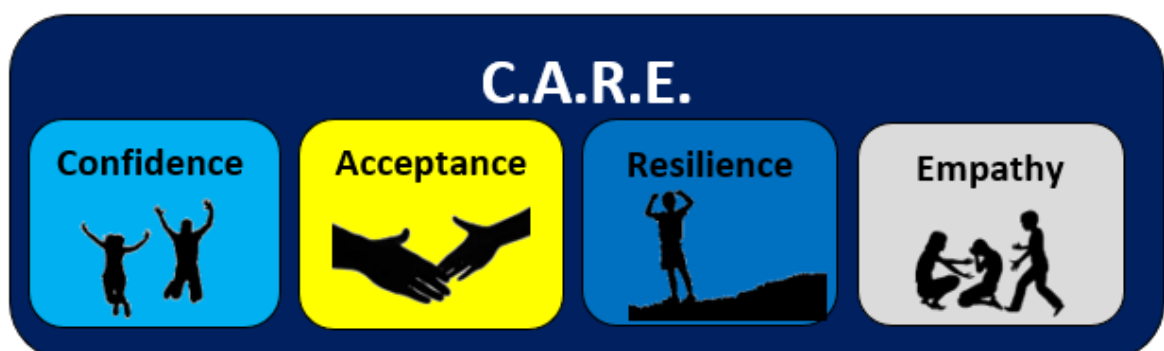 C.A.R.E.
Confidence
Acceptance
Resilience
Empathy